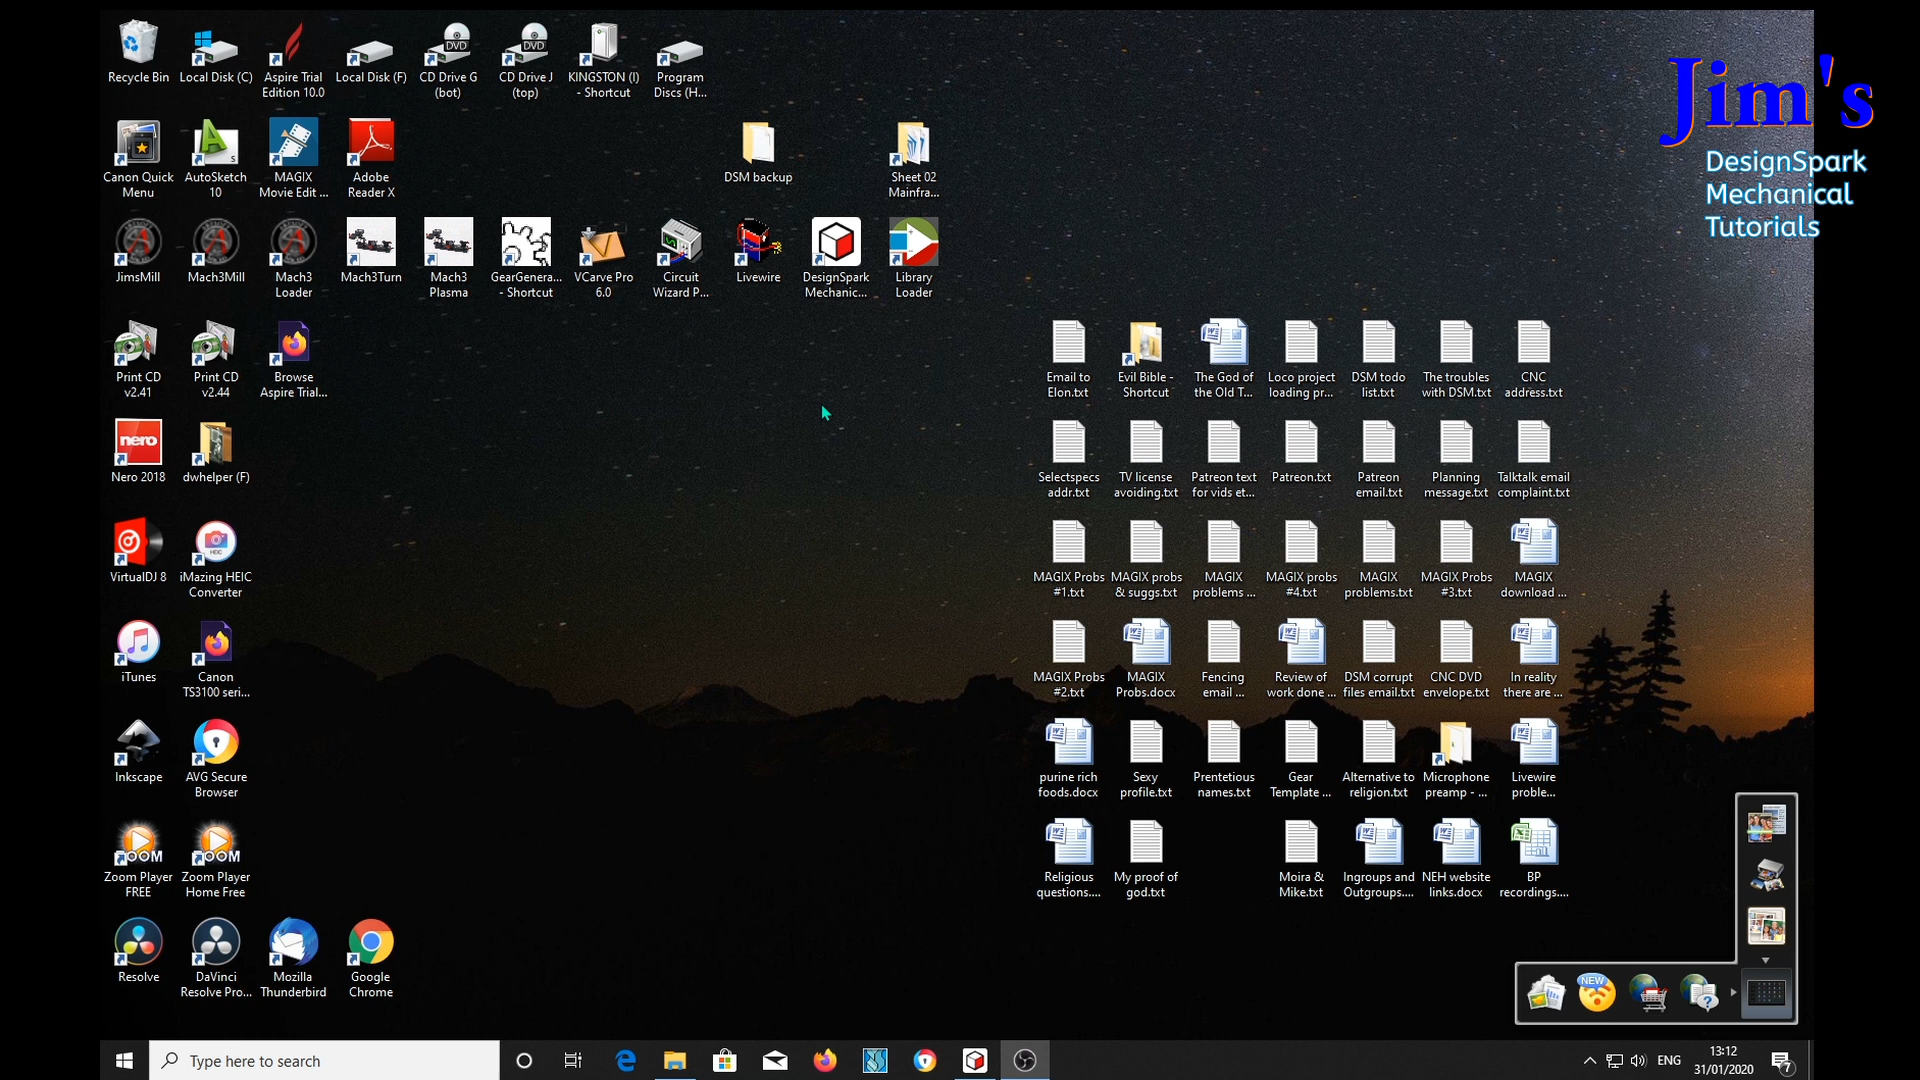 Recycle Bin
Local Disk (C)
Aspire Trial
Edition 10.0
Local Disk (F)
CD Drive G
(bot)
CD Drive J
(top)
KINGSTON (I)
- Shortcut
Program
Discs (H...
DVD
DVD
Jim's
DesignSpark
Mechanical
Tutorials
Canon Quick
Menu
AutoSketch
10
MAGIX
Movie Edit ...
Adobe
Reader X
DSM backup
Sheet 02
Mainfra...
JimsMill
Mach3Mill
Mach3
Loader
Mach3Turn
Mach3
Plasma
GearGenera...
- Shortcut
VCarve Pro
6.0
Circuit
Wizard P...
Livewire
DesignSpark
Mechanic...
Library
Loader
Print CD
v2.41
Print CD
v2.44
Browse
Aspire Trial...
Email to
Elon.txt
Evil Bible -
Shortcut
The God of
the Old T...
Loco project
loading pr...
DSM todo
list.txt
The troubles
with DSM.txt
CNC
address.txt
nero
Nero 2018
dwhelper (F)
Selectspecs
addr.txt
TV license
avoiding.txt
Patreon text
for vids et...
Patreon.txt
Patreon
email.txt
Planning
message.txt
Talktalk email
complaint.txt
VirtualDJ 8
HEIC
iMazing HEIC
Converter
MAGIX Probs
#1.txt
MAGIX probs
& suggs.txt
MAGIX
problems ...
MAGIX probs
#4.txt
MAGIX
problems.txt
MAGIX Probs
#3.txt
MAGIX
download ...
iTunes
Canon
TS3100 seri...
MAGIX Probs
#2.txt
MAGIX
Probs.docx
Fencing
email ...
Review of
work done ...
DSM corrupt
files email.txt
CNC DVD
envelope.txt
In reality
there are ...
Inkscape
AVG Secure
Browser
purine rich
foods.docx
Sexy
profile.txt
Prentetious
names.txt
Gear
Template ...
Alternative to
religion.txt
Microphone
preamp - ...
Livewire
proble...
ZOOM
Zoom Player
FREE
ZOOM
Zoom Player
Home Free
Religious
questions....
My proof of
god.txt
Moira &
Mike.txt
Ingroups and
Outgroups....
NEH website
links.docx
BP
recordings....
Resolve
DaVinci
Resolve Pro...
Mozilla
Thunderbird
Google
Chrome
NEW
Type here to search
ENG
13:12
31/01/2020
7